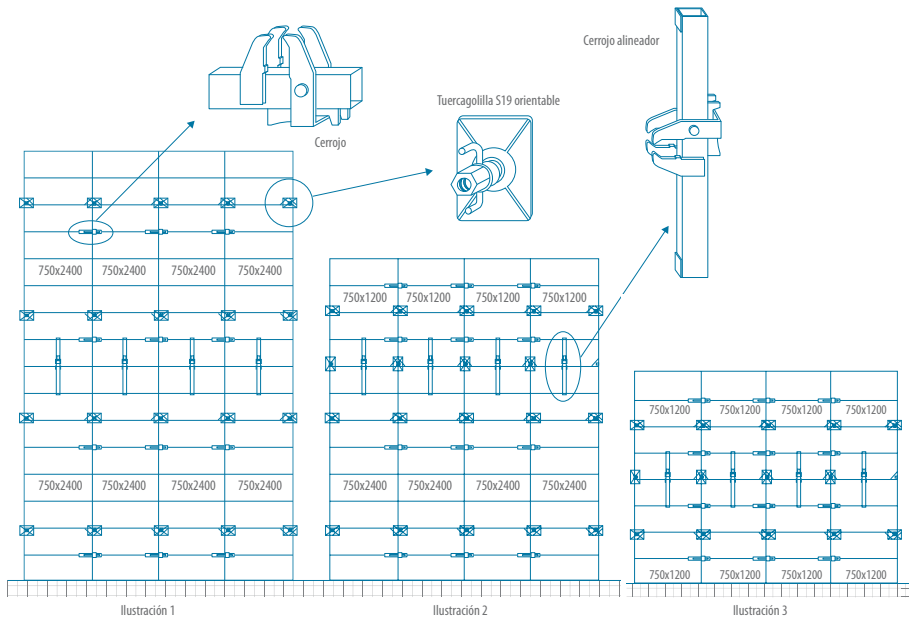 Cerrojo alineador
Tuercagolilla S19 orientable
Cerrojo
750x2400 750x2400 750x2400 750x2400
750x1200 750x1200 750x1200 750x1200
750x1200 750x1200 750x1200 750x1200
750x2400 750x2400 750x2400 750x2400
750x2400 750x2400 750x2400 750x2400
750x1200 750x1200 750x1200 750x1200
Ilustración 1
Ilustración 2
Ilustración 3